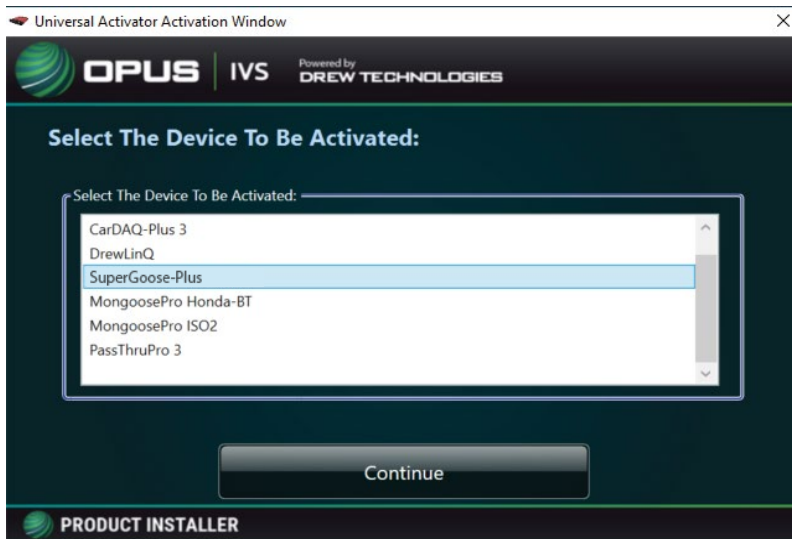 Universal Activator Activation Window
OPUS IVS Powered by
DREW TECHNOLOGIES
Select The Device To Be Activated:
Select The Device To Be Activated:
CarDAQ-Plus 3
DrewLinQ
SuperGoose-Plus
MongoosePro Honda-BT
MongoosePro ISO2
PassThruPro 3
Continue
PRODUCT INSTALLER